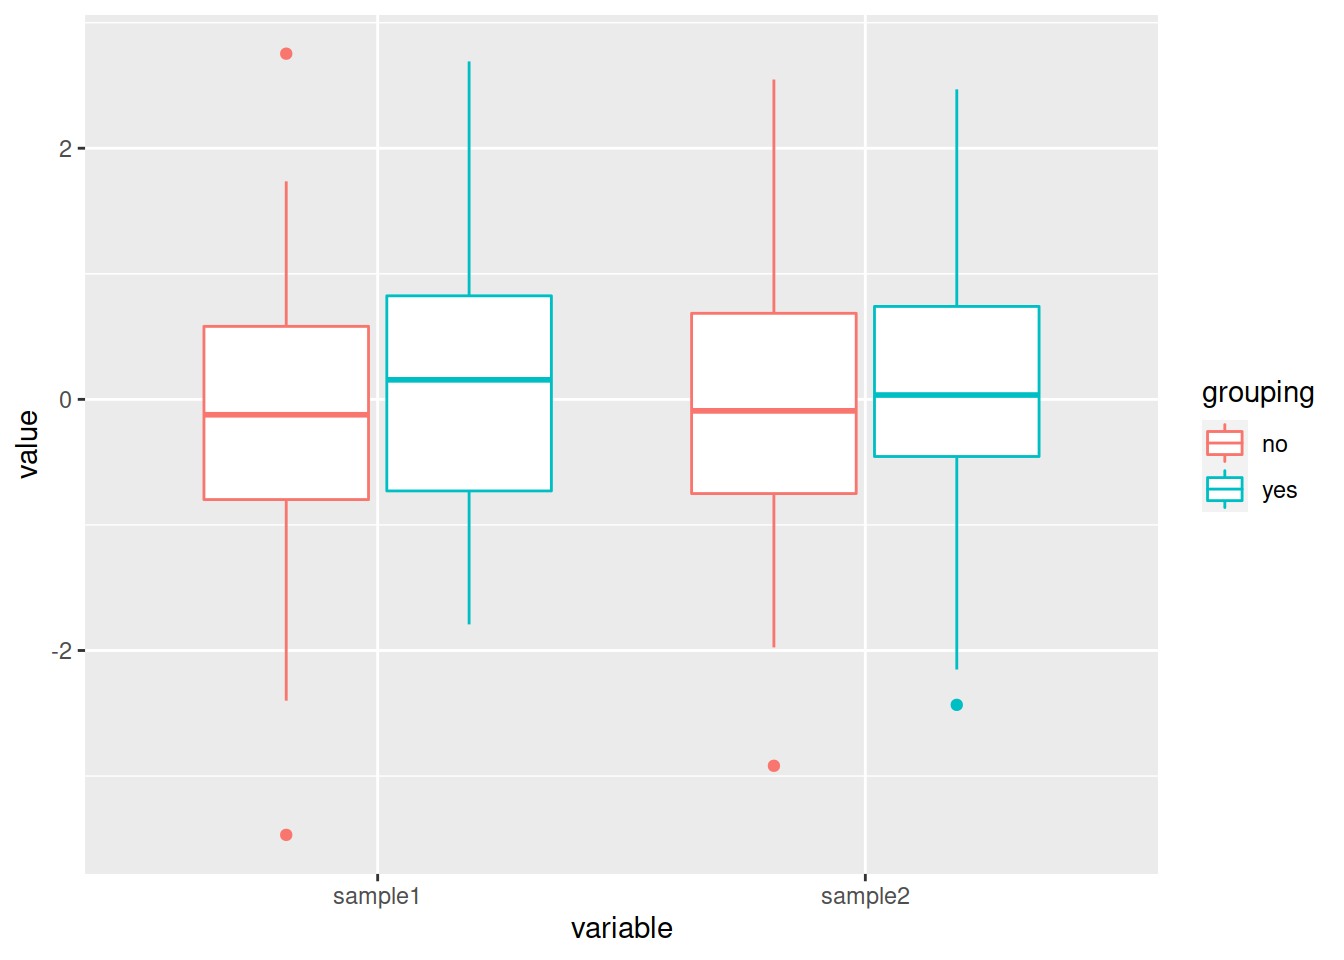 value
2
0
-2
sample1
sample2
variable
grouping
no
yes